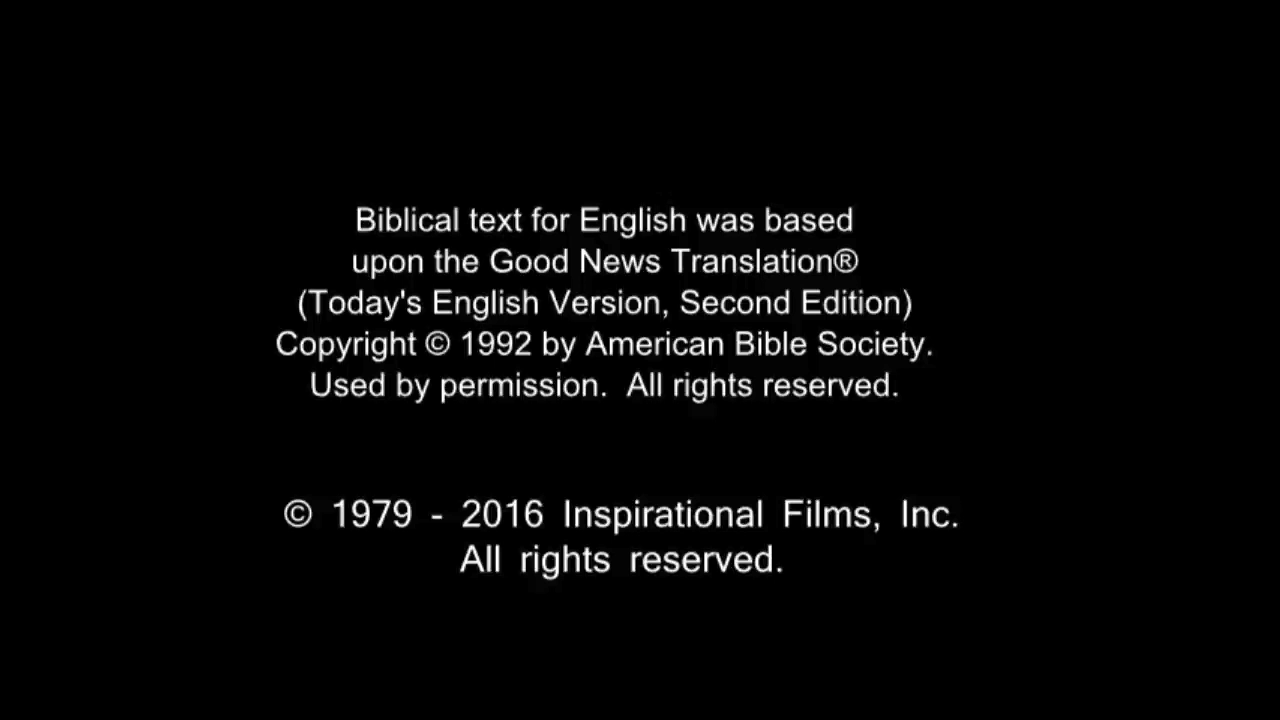 Biblical text for English was based
upon the Good News Translation®
(Today's English Version, Second Edition)
Copyright © 1992 by American Bible Society.
Used by permission.  All rights reserved.
© 1979 - 2016 Inspirational Films, Inc.
All rights reserved.